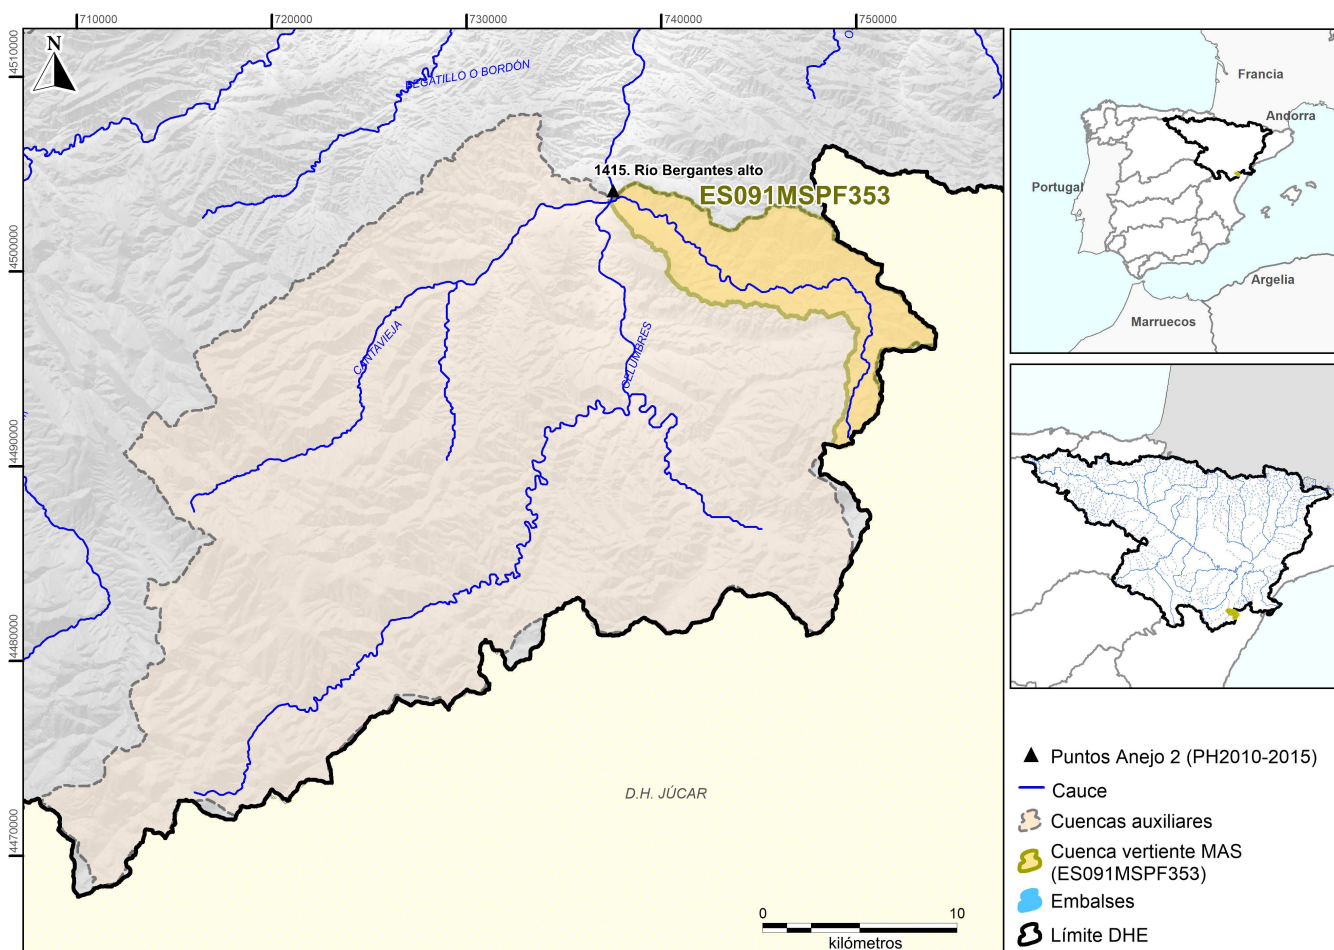 710000
720000
730000
740000
750000
4510000
4500000
4490000
4480000
4470000
N
BEGATILLO O BORDÓN
O
1415. Río Bergantes alto
ES091MSPF353
CANTAVIEJA
CELUMBRES
D.H. JÚCAR
0 10
kilómetros
Francia
Andorra
Portugal
Argelia
Marruecos
Puntos Anejo 2 (PH2010-2015)
Cauce
Cuencas auxiliares
Cuenca vertiente MAS
(ES091MSPF353)
Embalses
Límite DHE